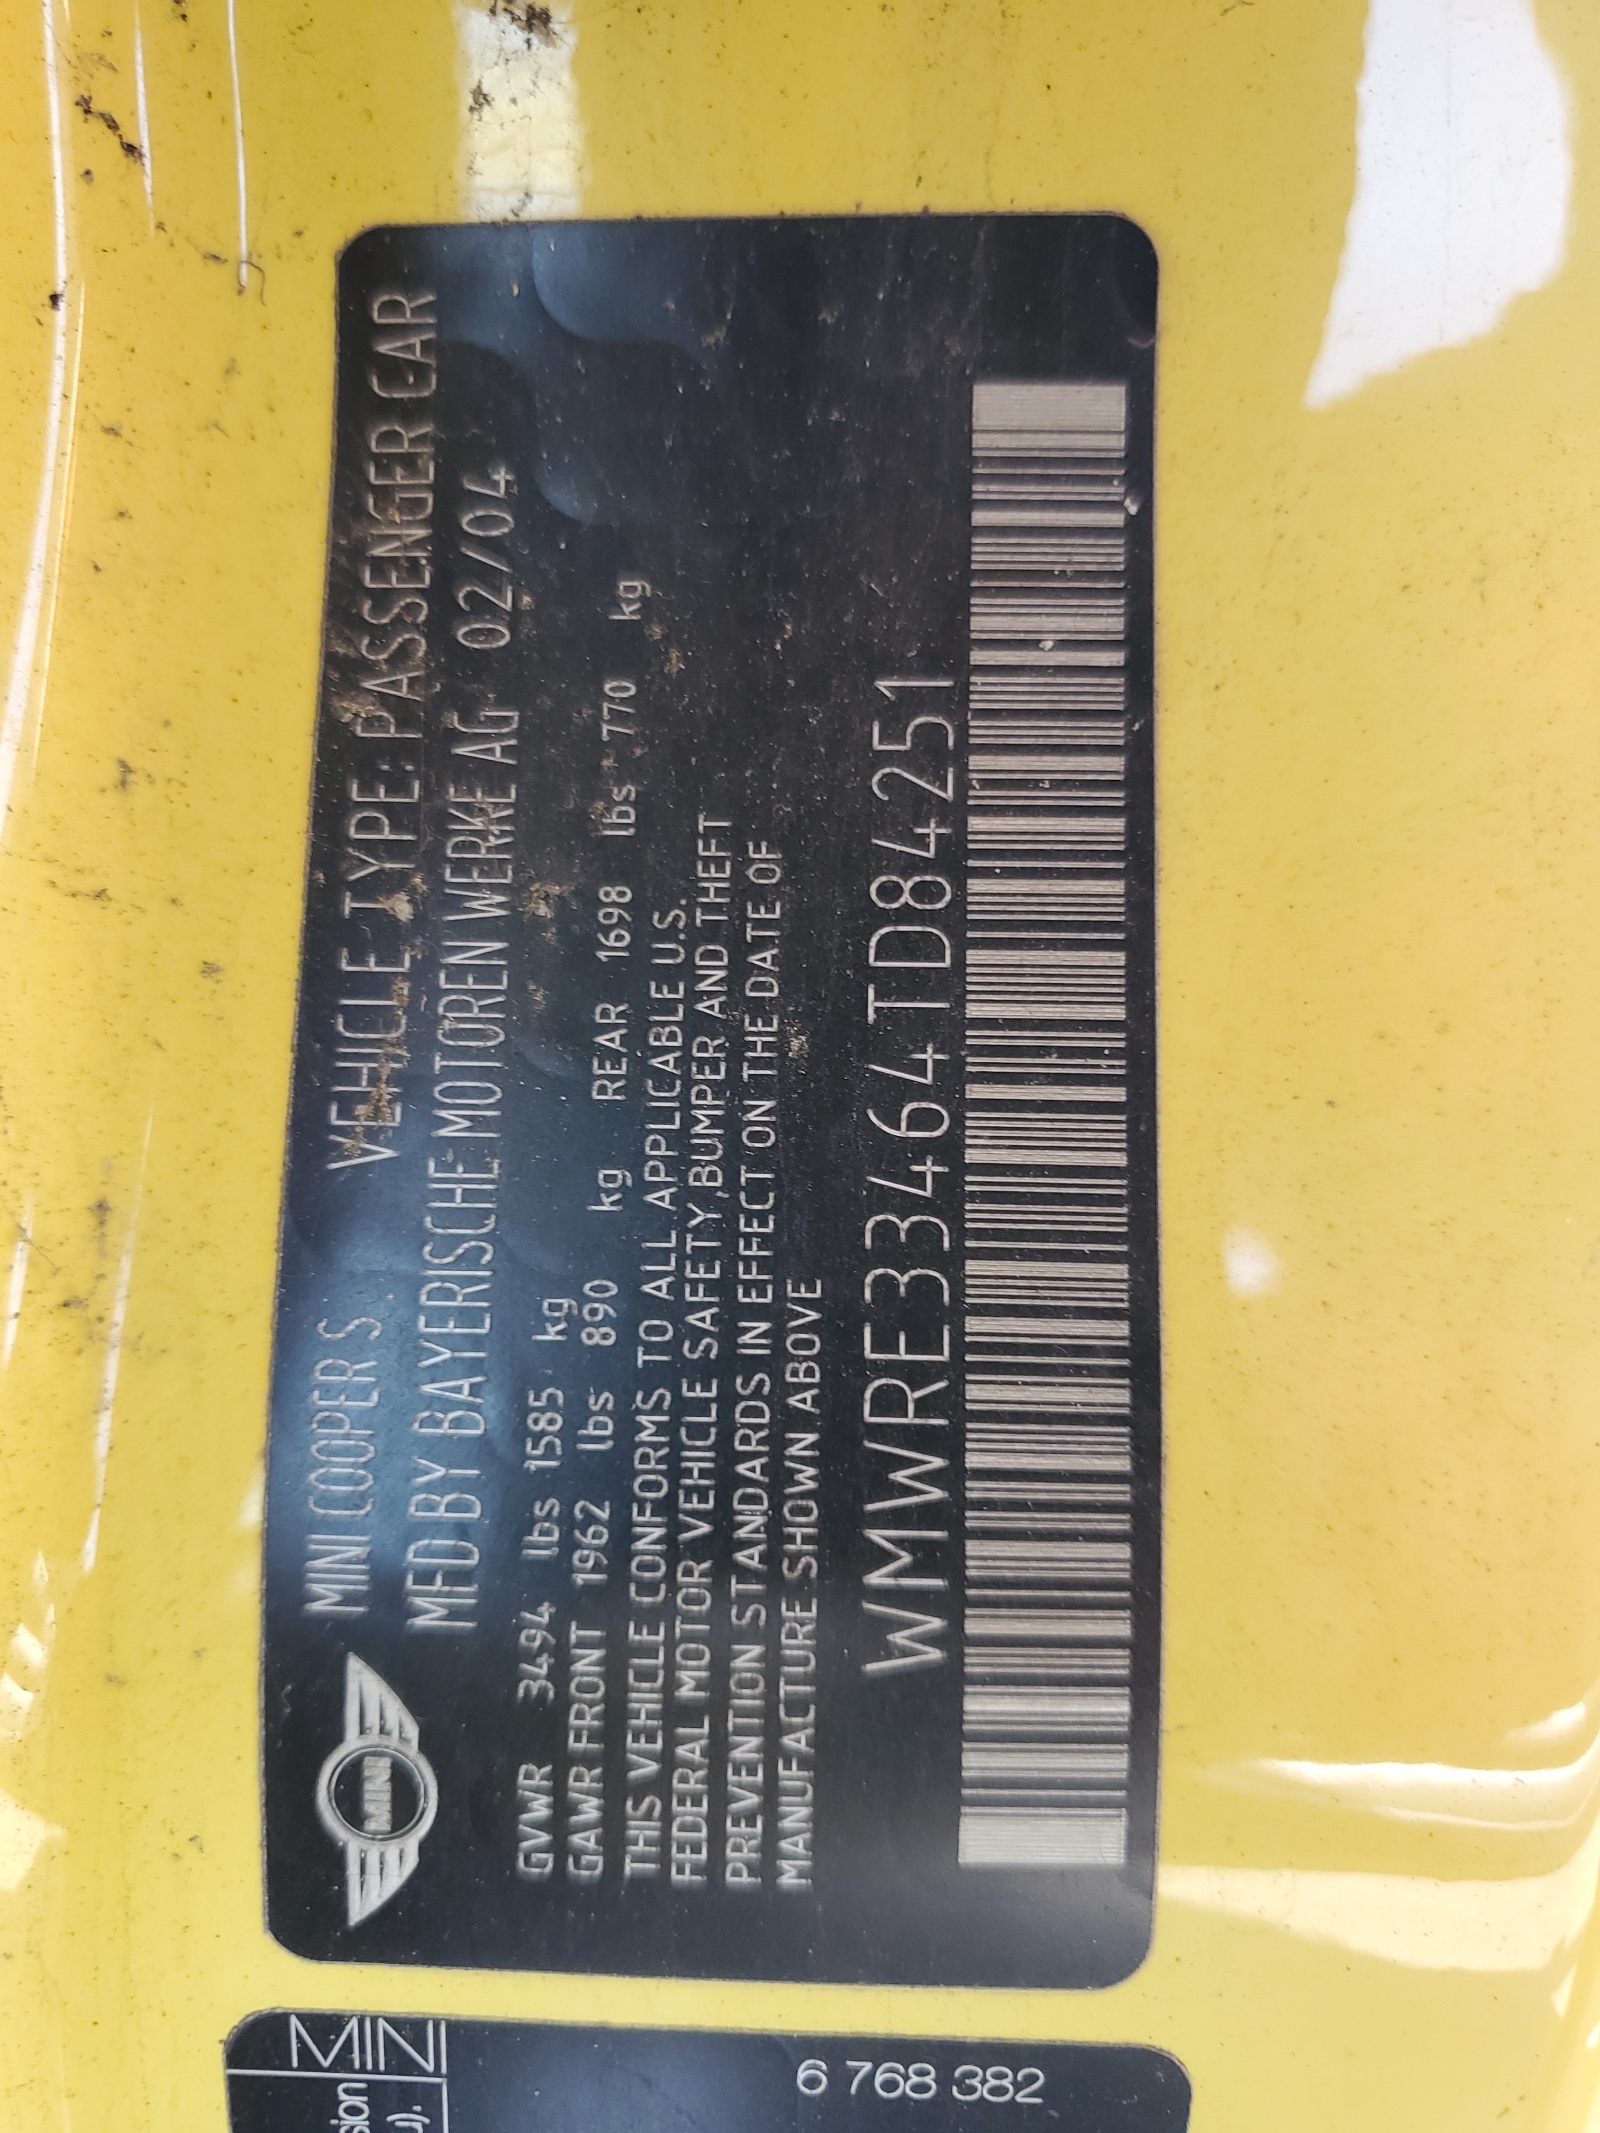 MINI
MINI COOPER S VEHICLE TYPE: PASSENGER CAR
MFD BY BAYERISCHE MOTOREN WERKE AG 02/04
GVWR 3494 lbs 1585 kg
GAWR FRONT 1962 lbs 890 kg REAR 1698 lbs 770 kg
THIS VEHICLE CONFORMS TO ALL APPLICABLE U.S.
FEDERAL MOTOR VEHICLE SAFETY,BUMPER AND THEFT
PREVENTION STANDARDS IN EFFECT ON THE DATE OF
MANUFACTURE SHOWN ABOVE
WMWRE33464TD84251
MINI
sion
u).
6 768 382